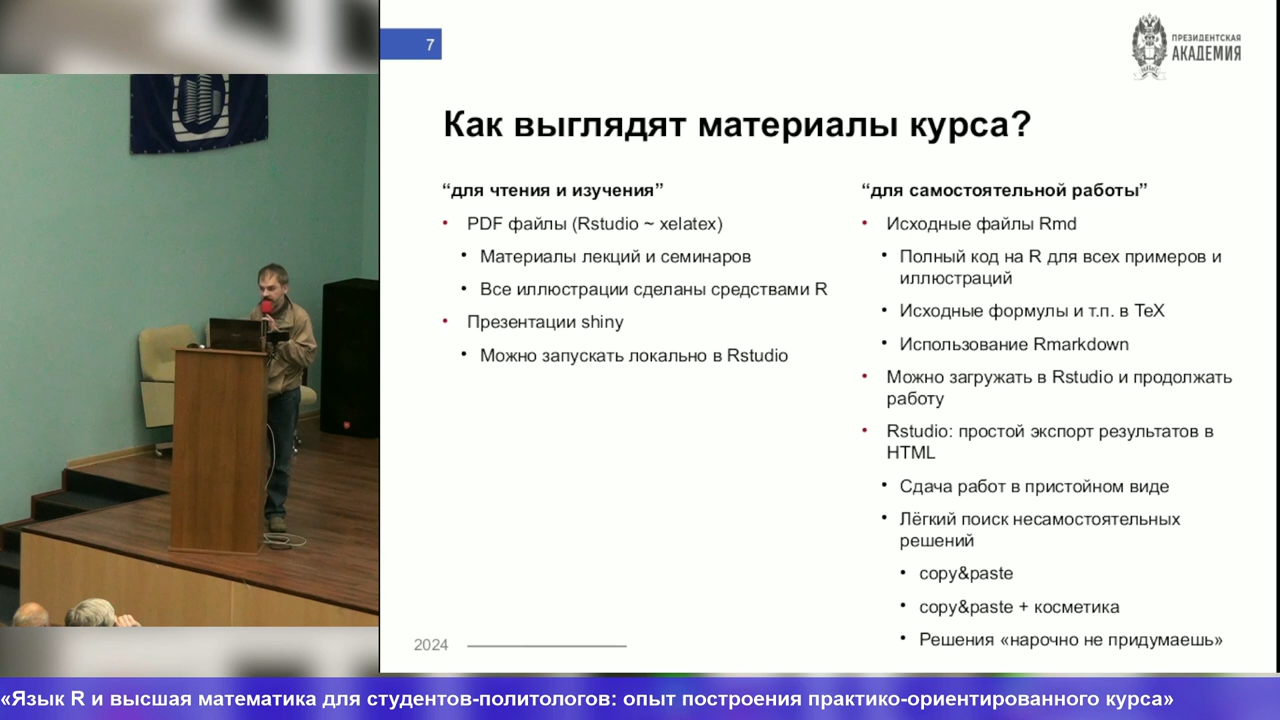 7
ПРЕЗИДЕНТСКАЯ
АКАДЕМИЯ
Как выглядят материалы курса?
“для чтения и изучения”
• PDF файлы (Rstudio ~ xelatex)
• Материалы лекций и семинаров
• Все иллюстрации сделаны средствами R
• Презентации shiny
• Можно запускать локально в Rstudio
“для самостоятельной работы”
• Исходные файлы Rmd
• Полный код на R для всех примеров и
иллюстраций
• Исходные формулы и т.п. в TeX
• Использование Rmarkdown
• Можно загружать в Rstudio и продолжать
работу
• Rstudio: простой экспорт результатов в
HTML
• Сдача работ в пристойном виде
• Лёгкий поиск несамостоятельных
решений
• copy&paste
• copy&paste + косметика
• Решения «нарочно не придумаешь»
2024
«Язык R и высшая математика для студентов-политологов: опыт построения практико-ориентированного курса»